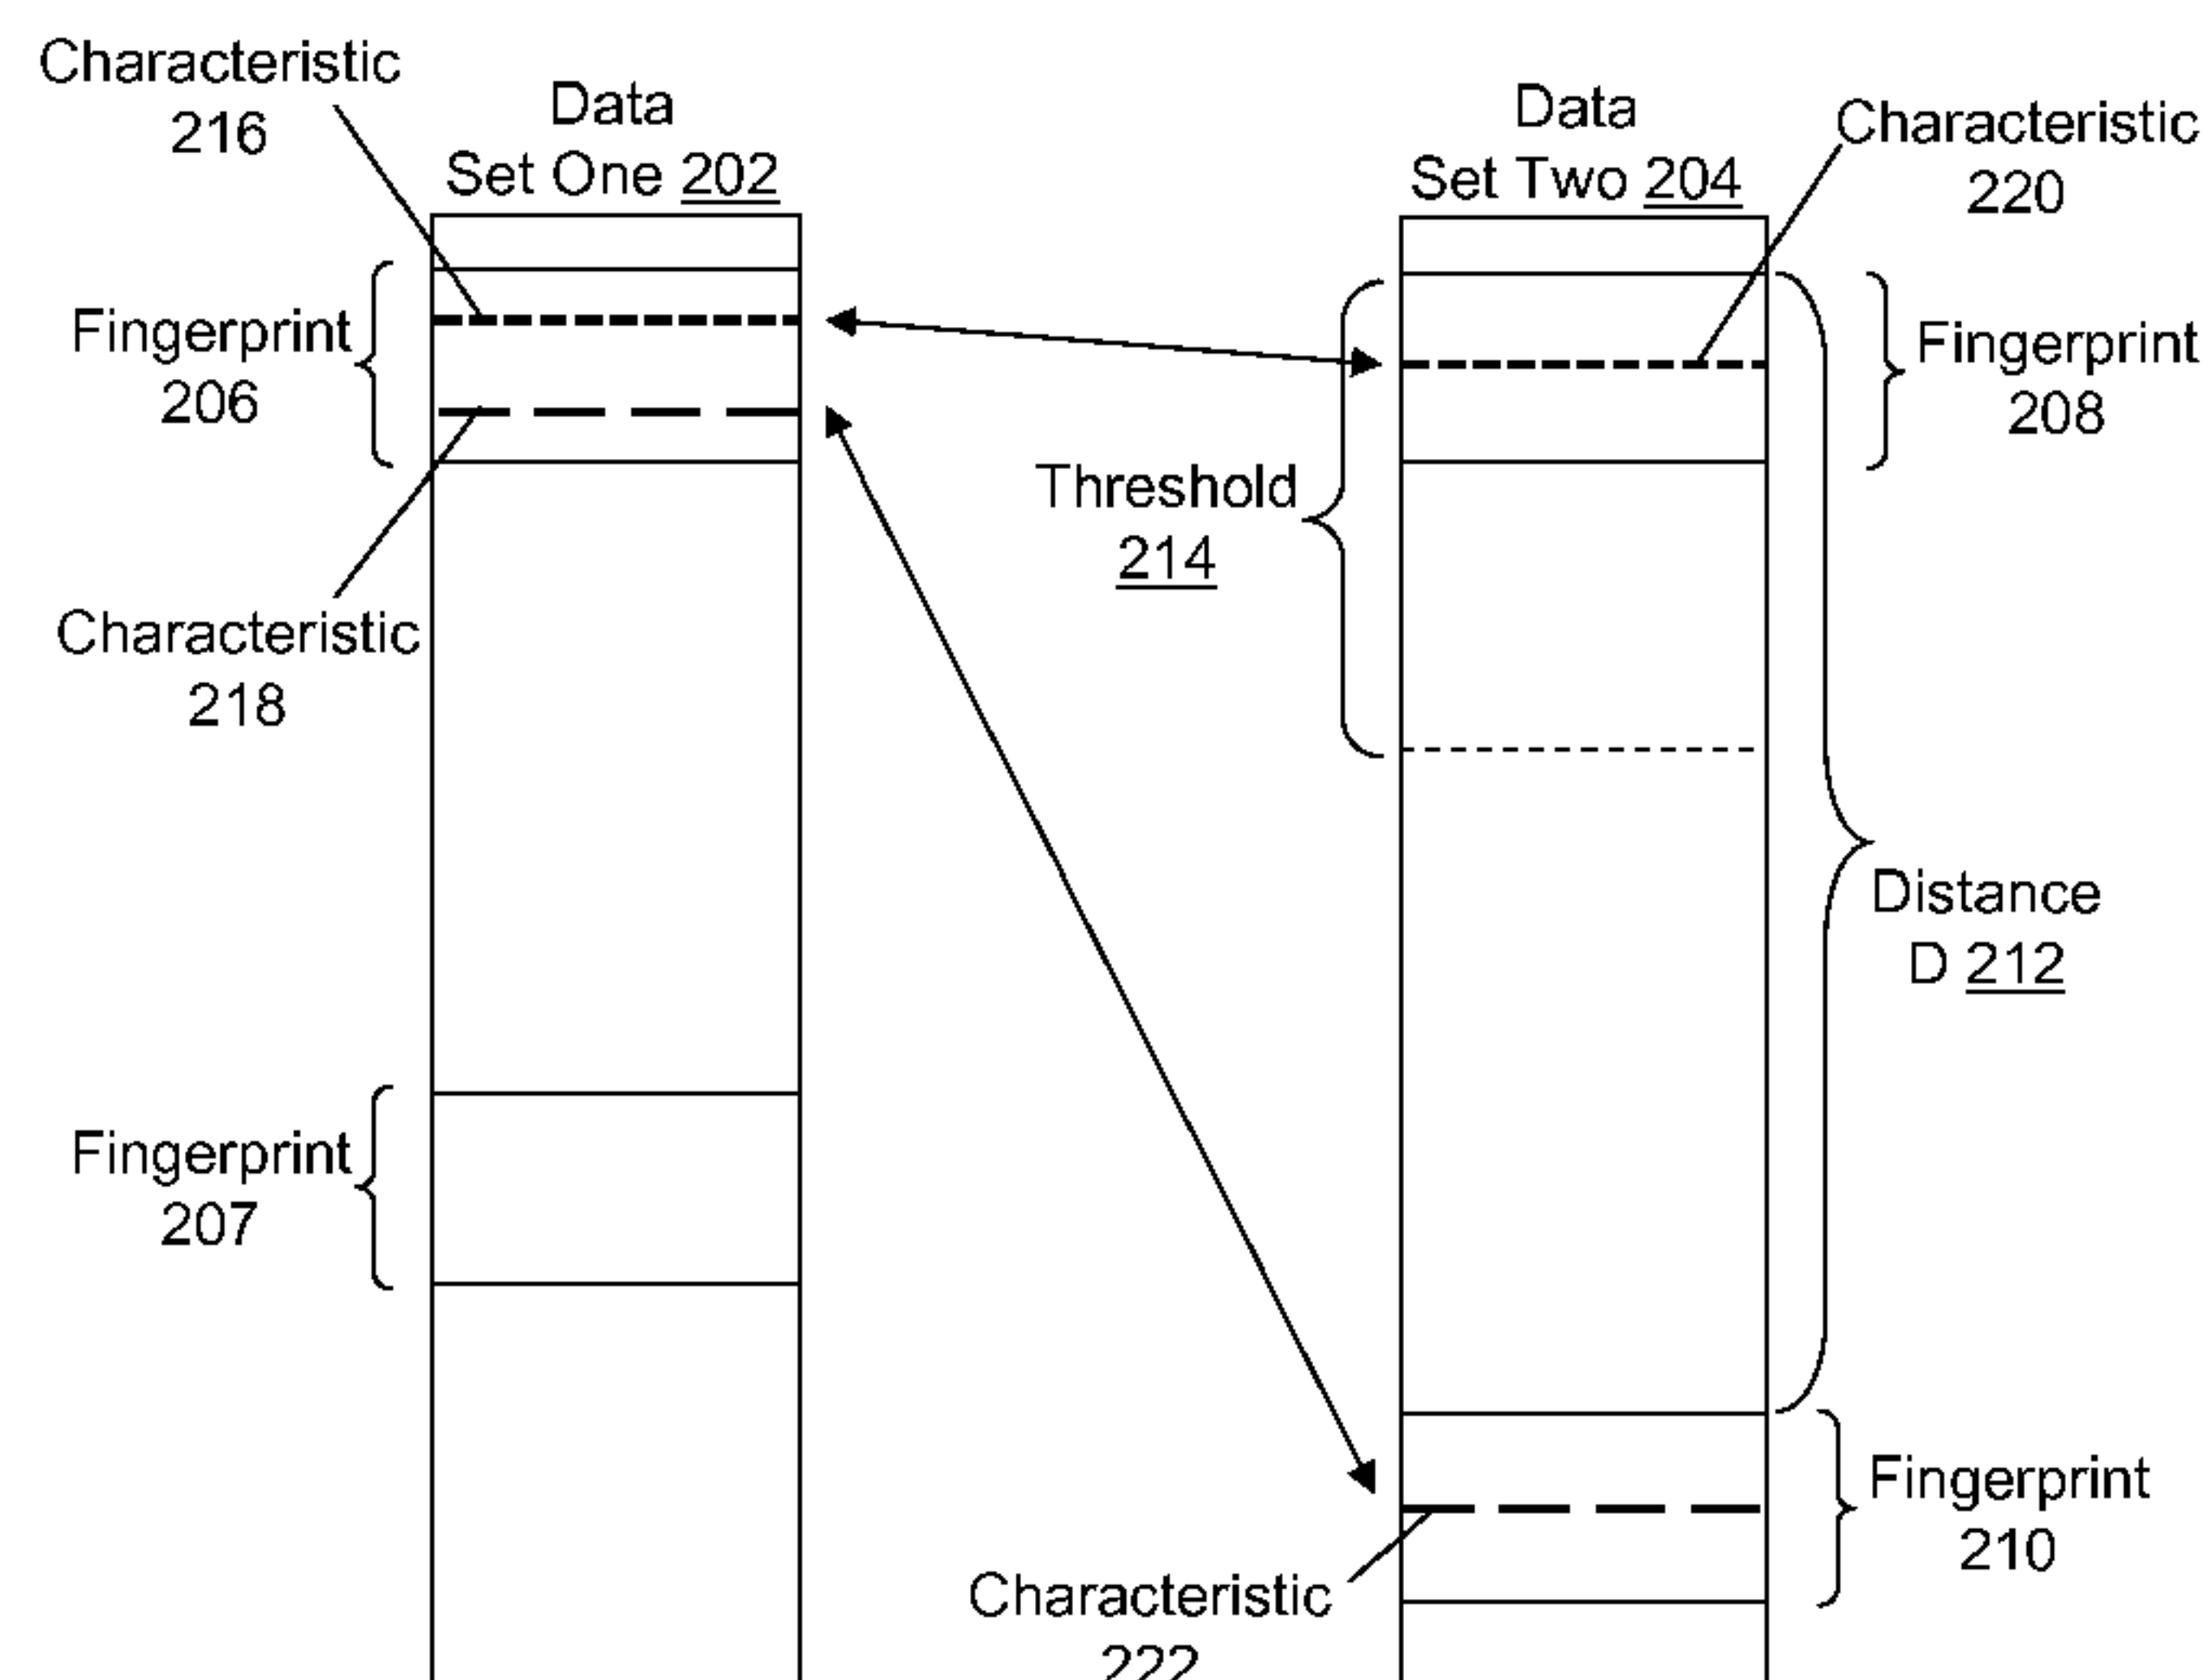 Characteristic
216
Data
Set One 202
Data
Set Two 204
Characteristic
220
Fingerprint
206
Fingerprint
208
Threshold
214
Characteristic
218
Distance
D 212
Fingerprint
207
Fingerprint
210
Characteristic
222